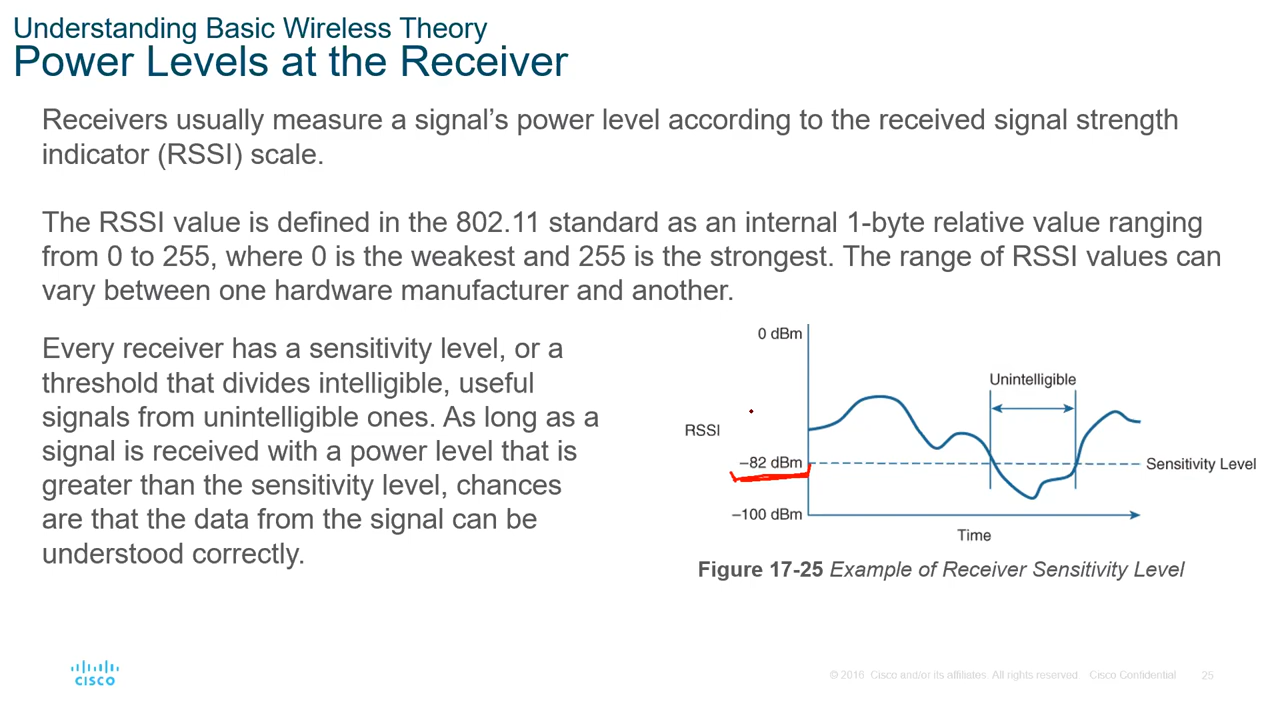 Understanding Basic Wireless Theory
Power Levels at the Receiver
Receivers usually measure a signal's power level according to the received signal strength
indicator (RSSI) scale.
The RSSI value is defined in the 802.11 standard as an internal 1-byte relative value ranging
from 0 to 255, where 0 is the weakest and 255 is the strongest. The range of RSSI values can
vary between one hardware manufacturer and another.
Every receiver has a sensitivity level, or a
threshold that divides intelligible, useful
signals from unintelligible ones. As long as a
signal is received with a power level that is
greater than the sensitivity level, chances
are that the data from the signal can be
understood correctly.
0 dBm
Unintelligible
RSSI
–82 dBm
Sensitivity Level
–100 dBm
Time
Figure 17-25 Example of Receiver Sensitivity Level
CISCO
© 2016 Cisco and/or its affiliates. All rights reserved. Cisco Confidential
25